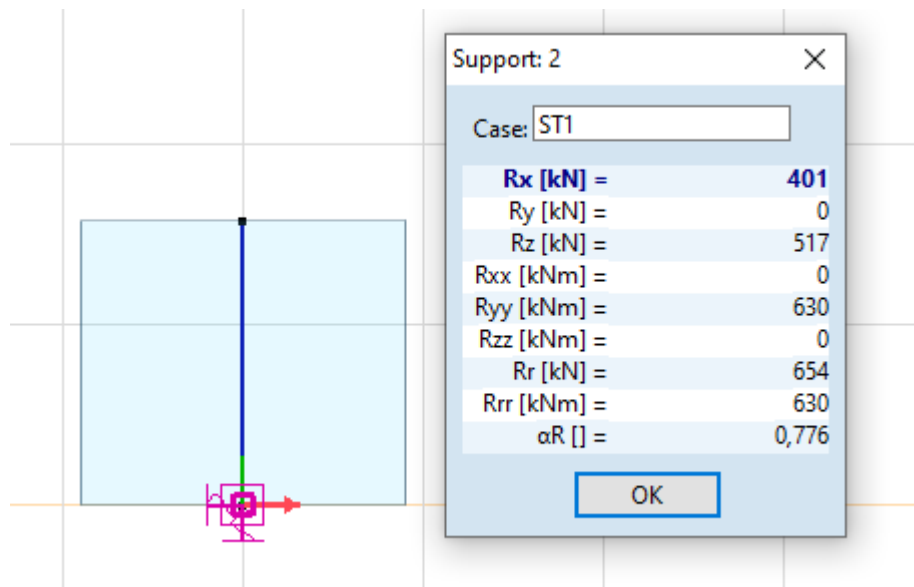 Support: 2
Case: ST1
Rx [kN] = 401
Ry [kN] = 0
Rz [kN] = 517
Rxx [kNm] = 0
Ryy [kNm] = 630
Rzz [kNm] = 0
Rr [kN] = 654
Rrr [kNm] = 630
αR [] = 0,776
OK